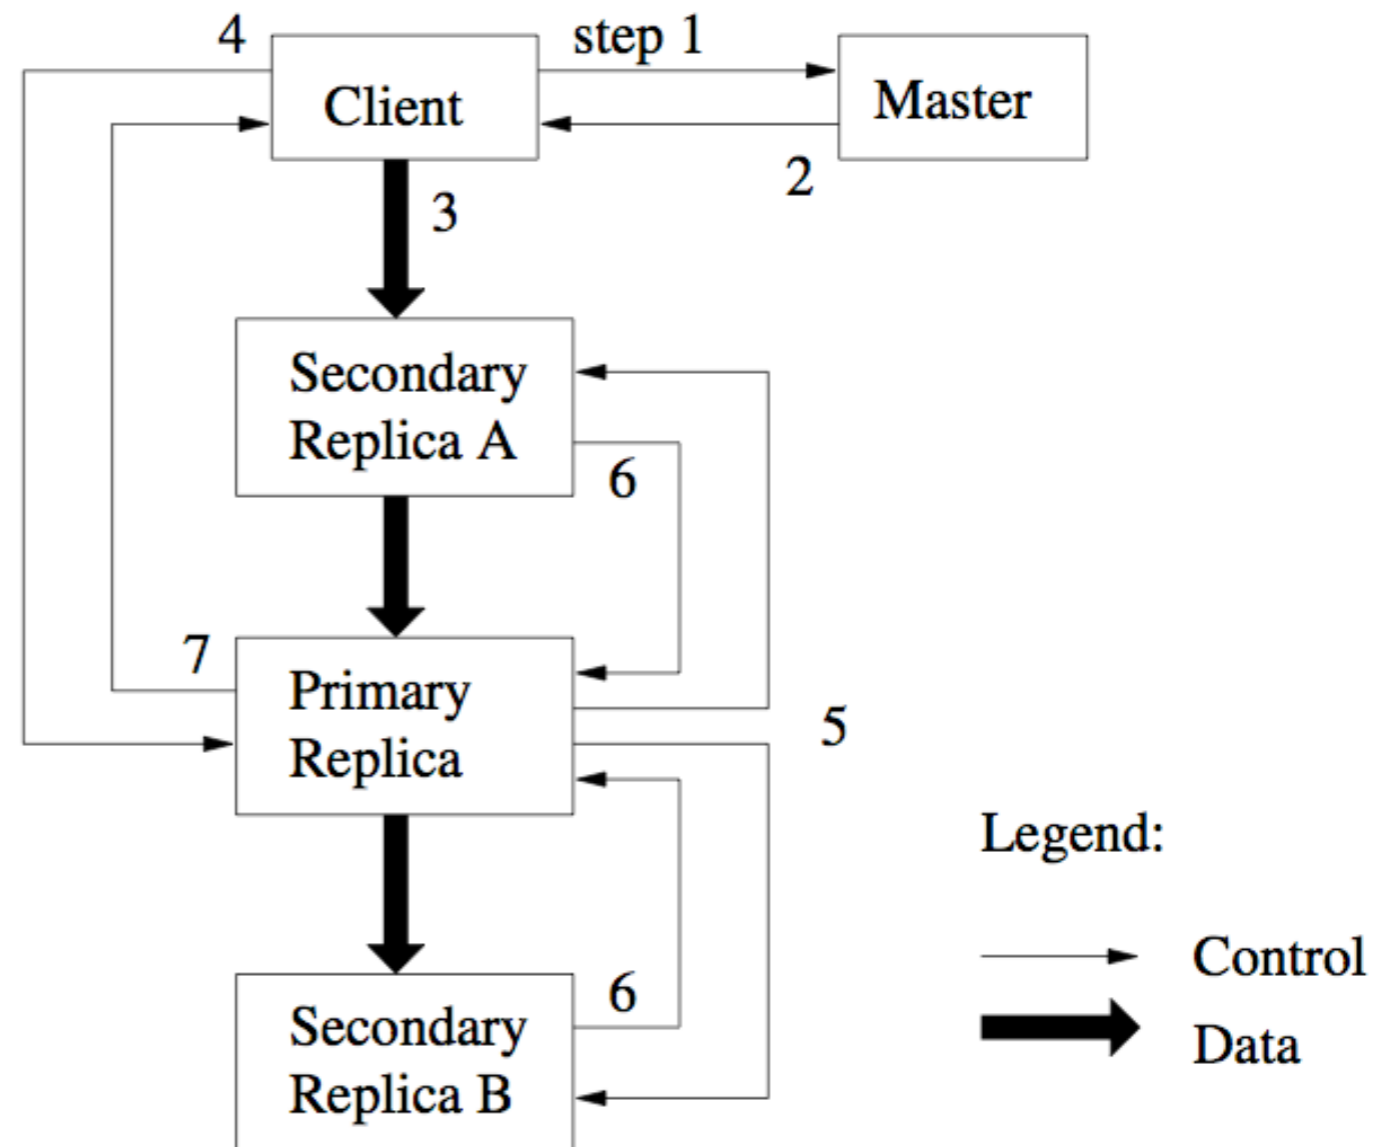 4
step 1
Client
Master
2
3
Secondary
Replica A
6
7
Primary
Replica
5
Legend:
Control
Data
6
Secondary
Replica B